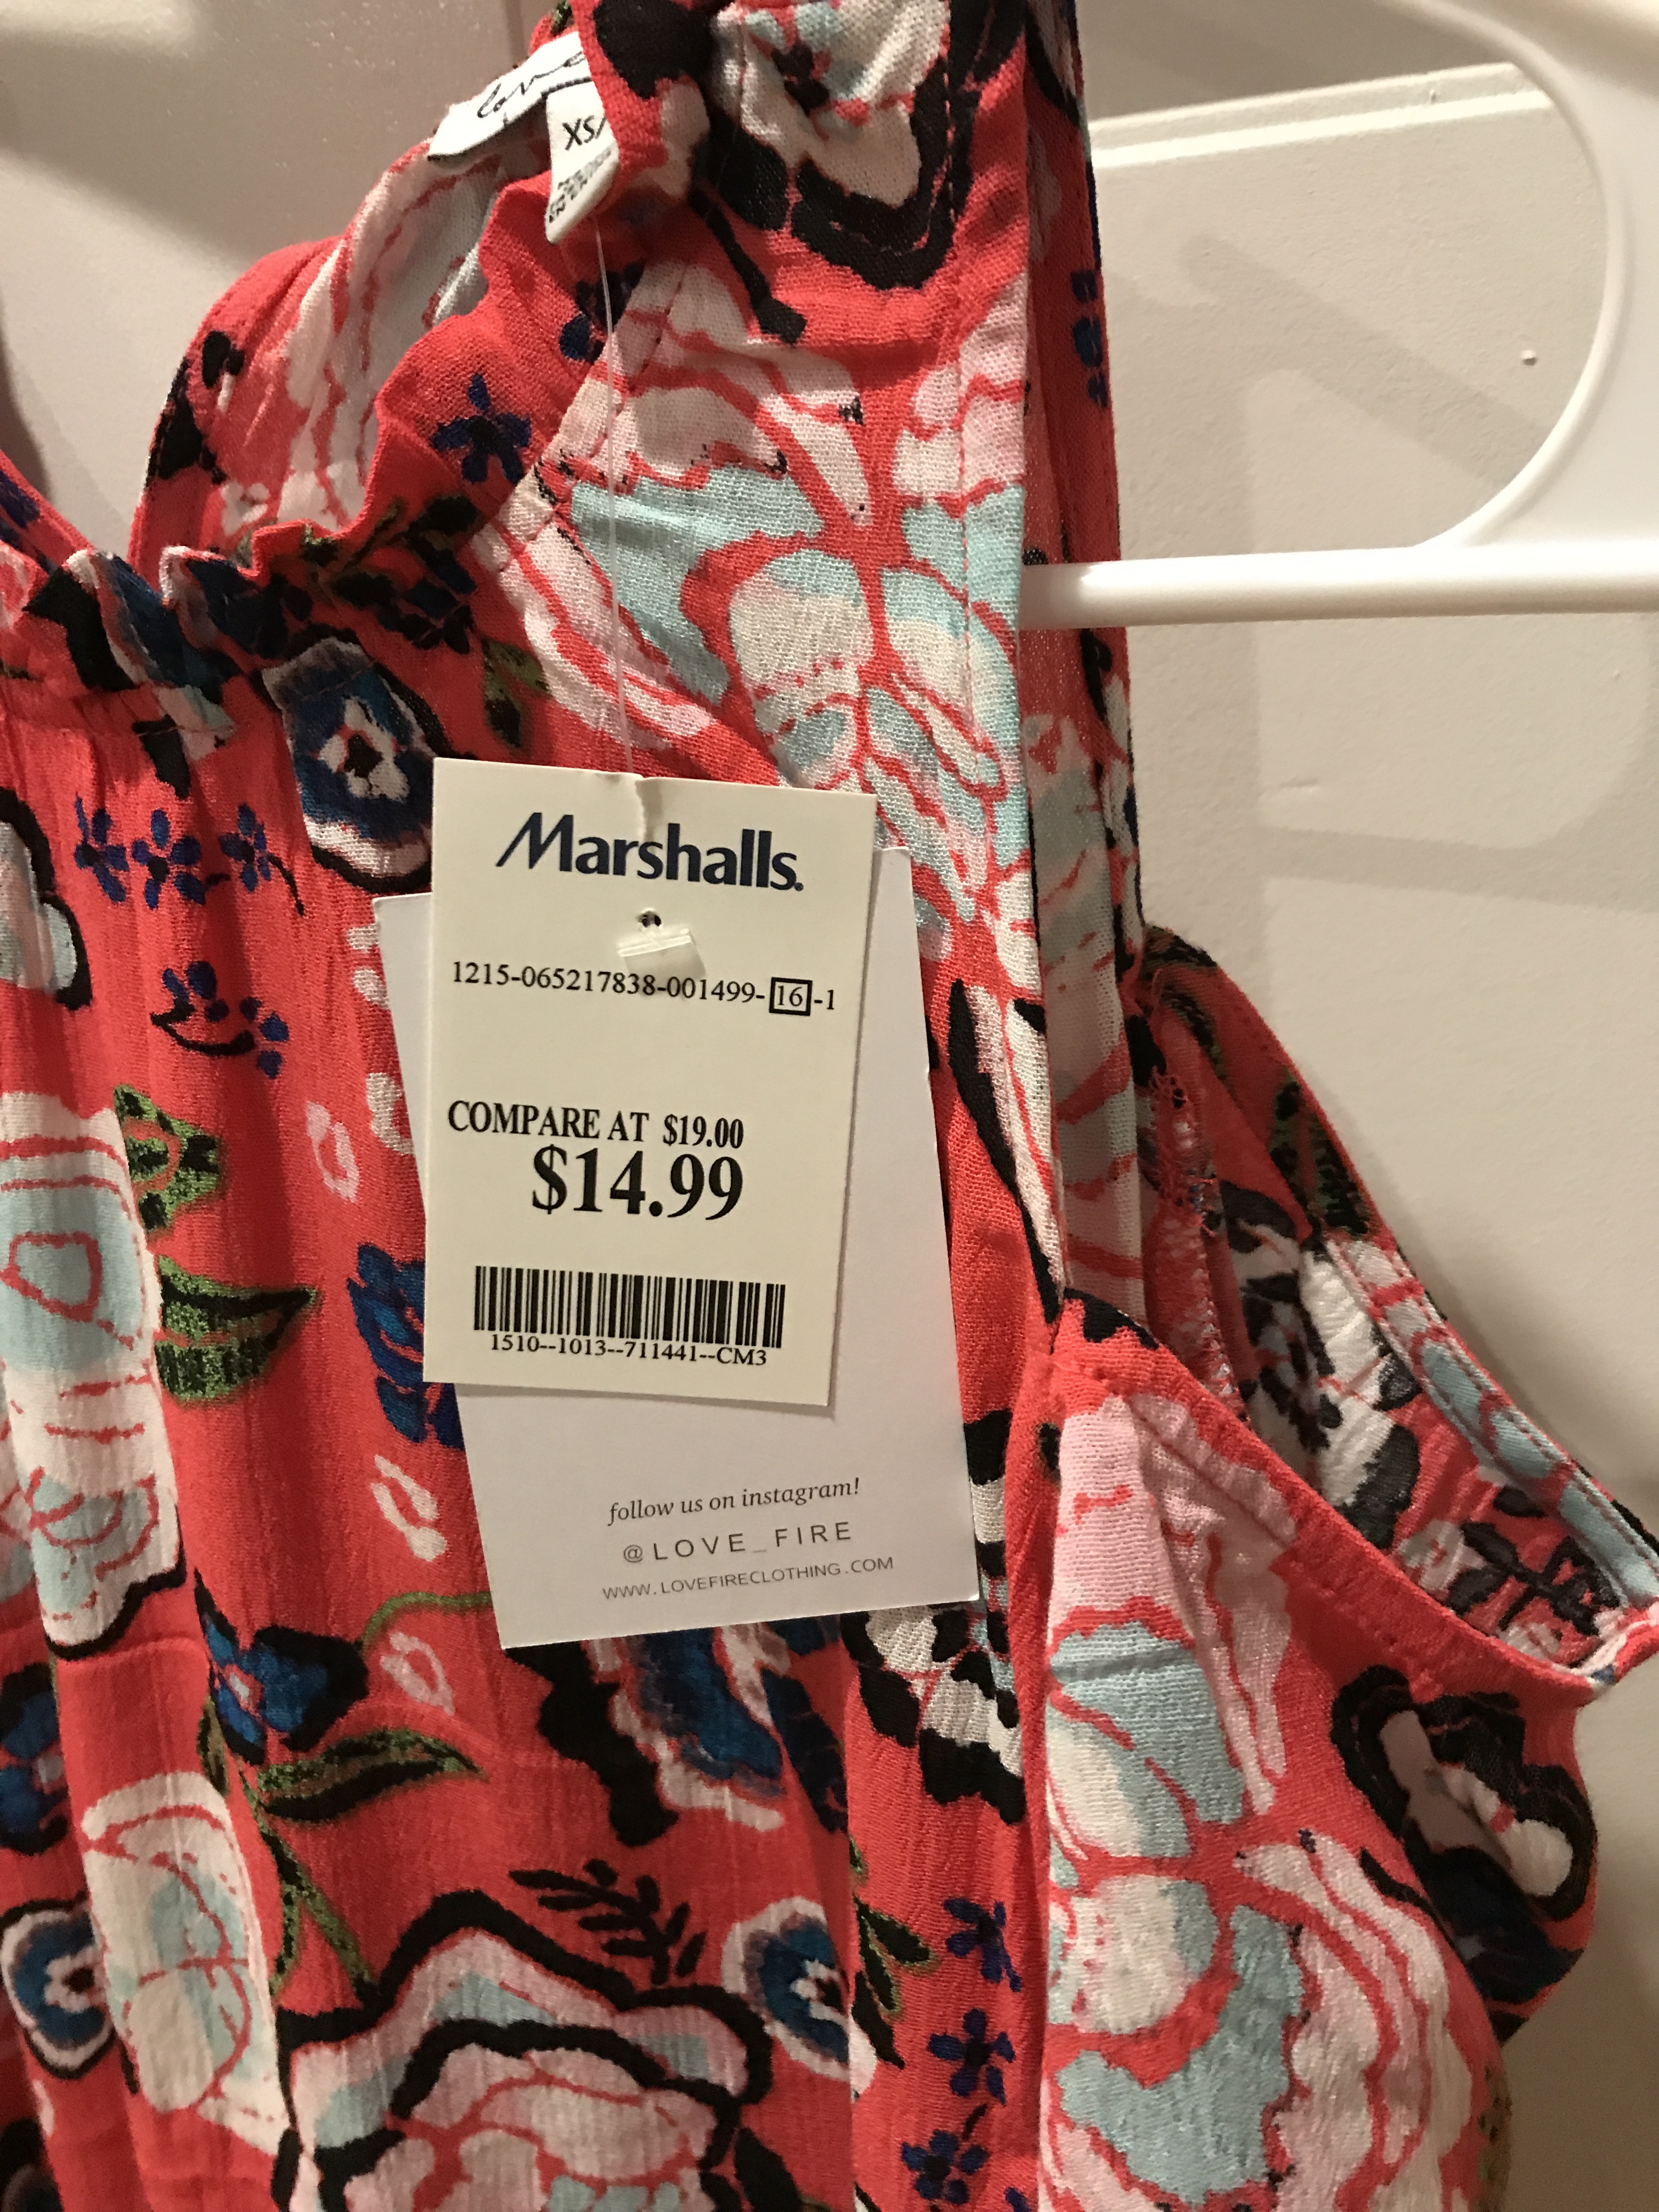 love
XS/
Marshalls.
1215-065217838-001499-16-1
COMPARE AT $19.00
$14.99
1510--1013--711441--CM3
follow us on instagram!
@LOVE_FIRE
WWW.LOVEFIRECLOTHING.COM